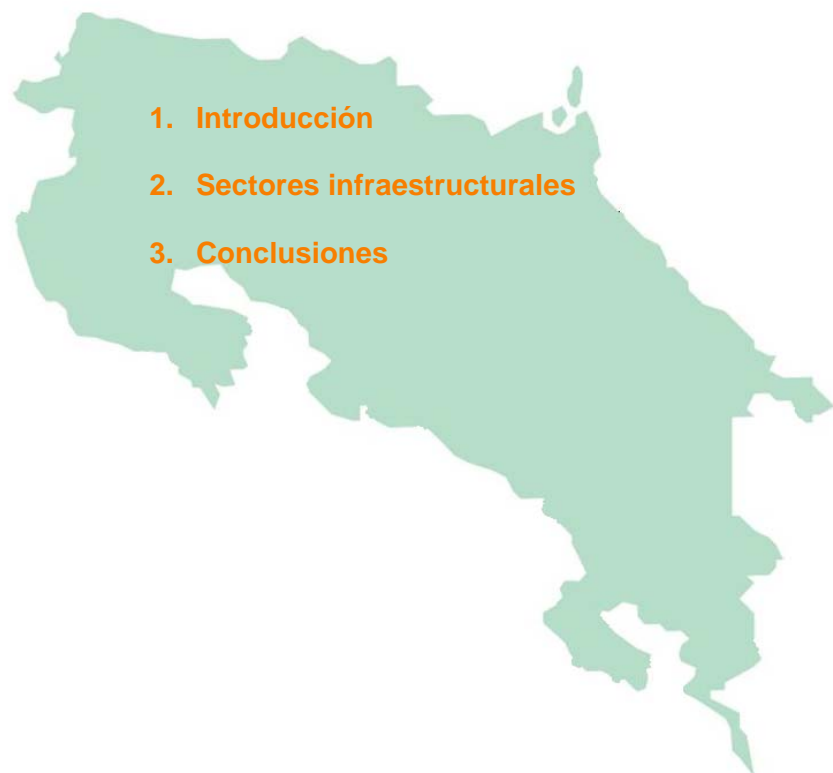 1. Introducción
2. Sectores infraestructurales
3. Conclusiones